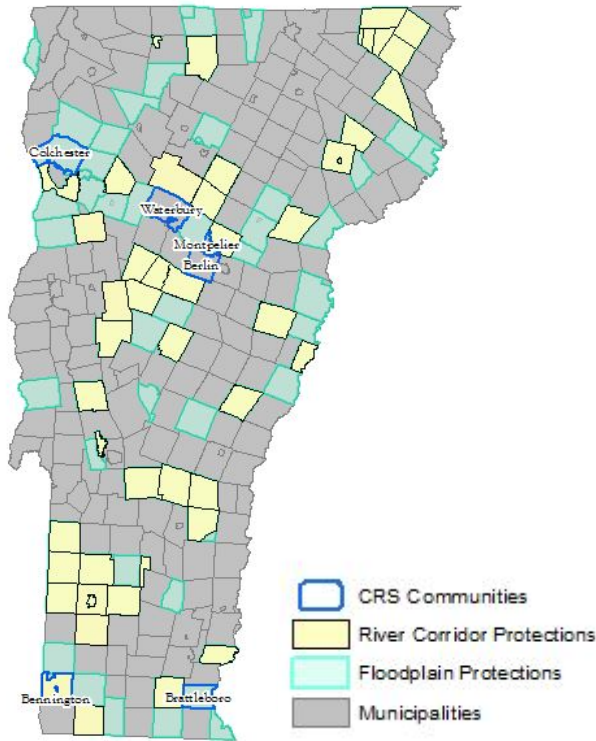 Colchester
Waterbury
Montpelier
Berlin
Bennington
Brattleboro
CRS Communities
River Corridor Protections
Floodplain Protections
Municipalities